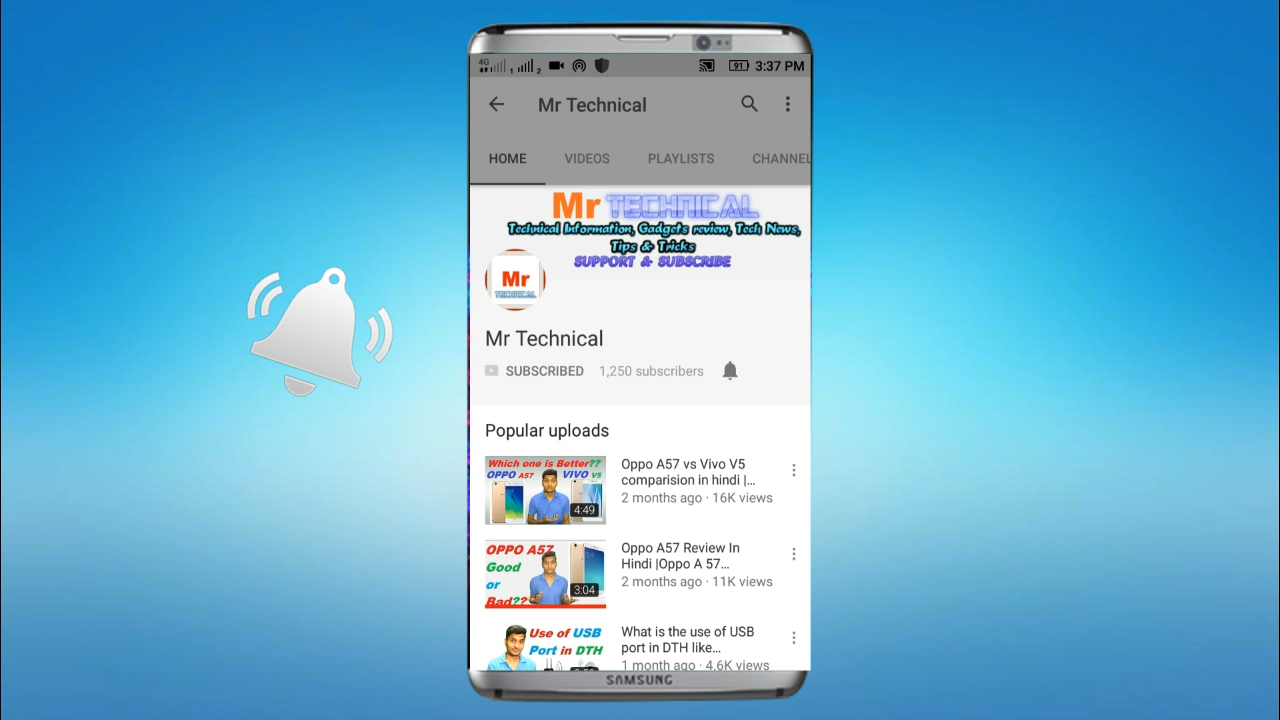 4G 1 2 91 3:37 PM
Mr Technical
HOME VIDEOS PLAYLISTS CHANNEL
Mr TECHNICAL
Technical Information, Gadgets review, Tech News,
Tips & Tricks
SUPPORT & SUBSCRIBE
Mr
TECHNICAL
Mr Technical
SUBSCRIBED 1,250 subscribers
Popular uploads
Which one is Better??
OPPO A57 VIVO V5
4:49
Oppo A57 vs Vivo V5
comparision in hindi |...
2 months ago · 16K views
OPPO A57
Good
or
Bad??
3:04
Oppo A57 Review In
Hindi |Oppo A 57...
2 months ago · 11K views
Use of USB
Port in DTH
What is the use of USB
port in DTH like...
1 month ago · 4.6K views
SAMSUNG